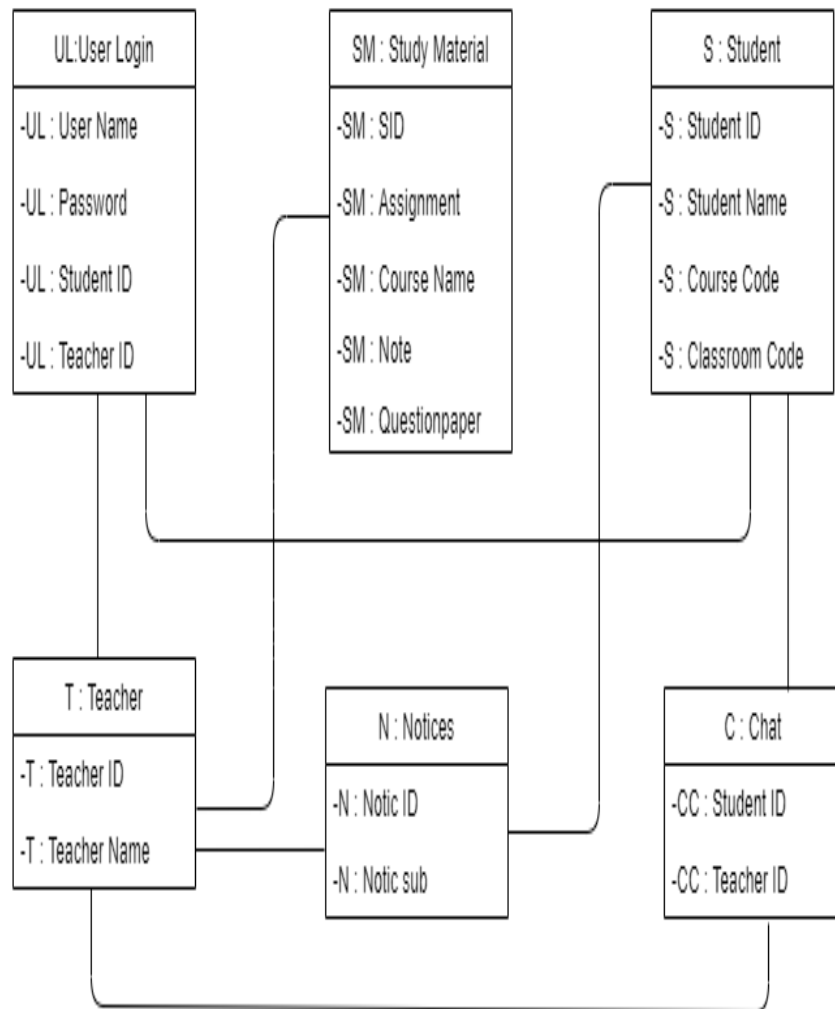 UL:User Login
-UL : User Name
-UL : Password
-UL : Student ID
-UL : Teacher ID
SM : Study Material
-SM : SID
-SM : Assignment
-SM : Course Name
-SM : Note
-SM : Questionpaper
S : Student
-S : Student ID
-S : Student Name
-S : Course Code
-S : Classroom Code
T : Teacher
-T : Teacher ID
-T : Teacher Name
N : Notices
-N : Notic ID
-N : Notic sub
C : Chat
-CC : Student ID
-CC : Teacher ID